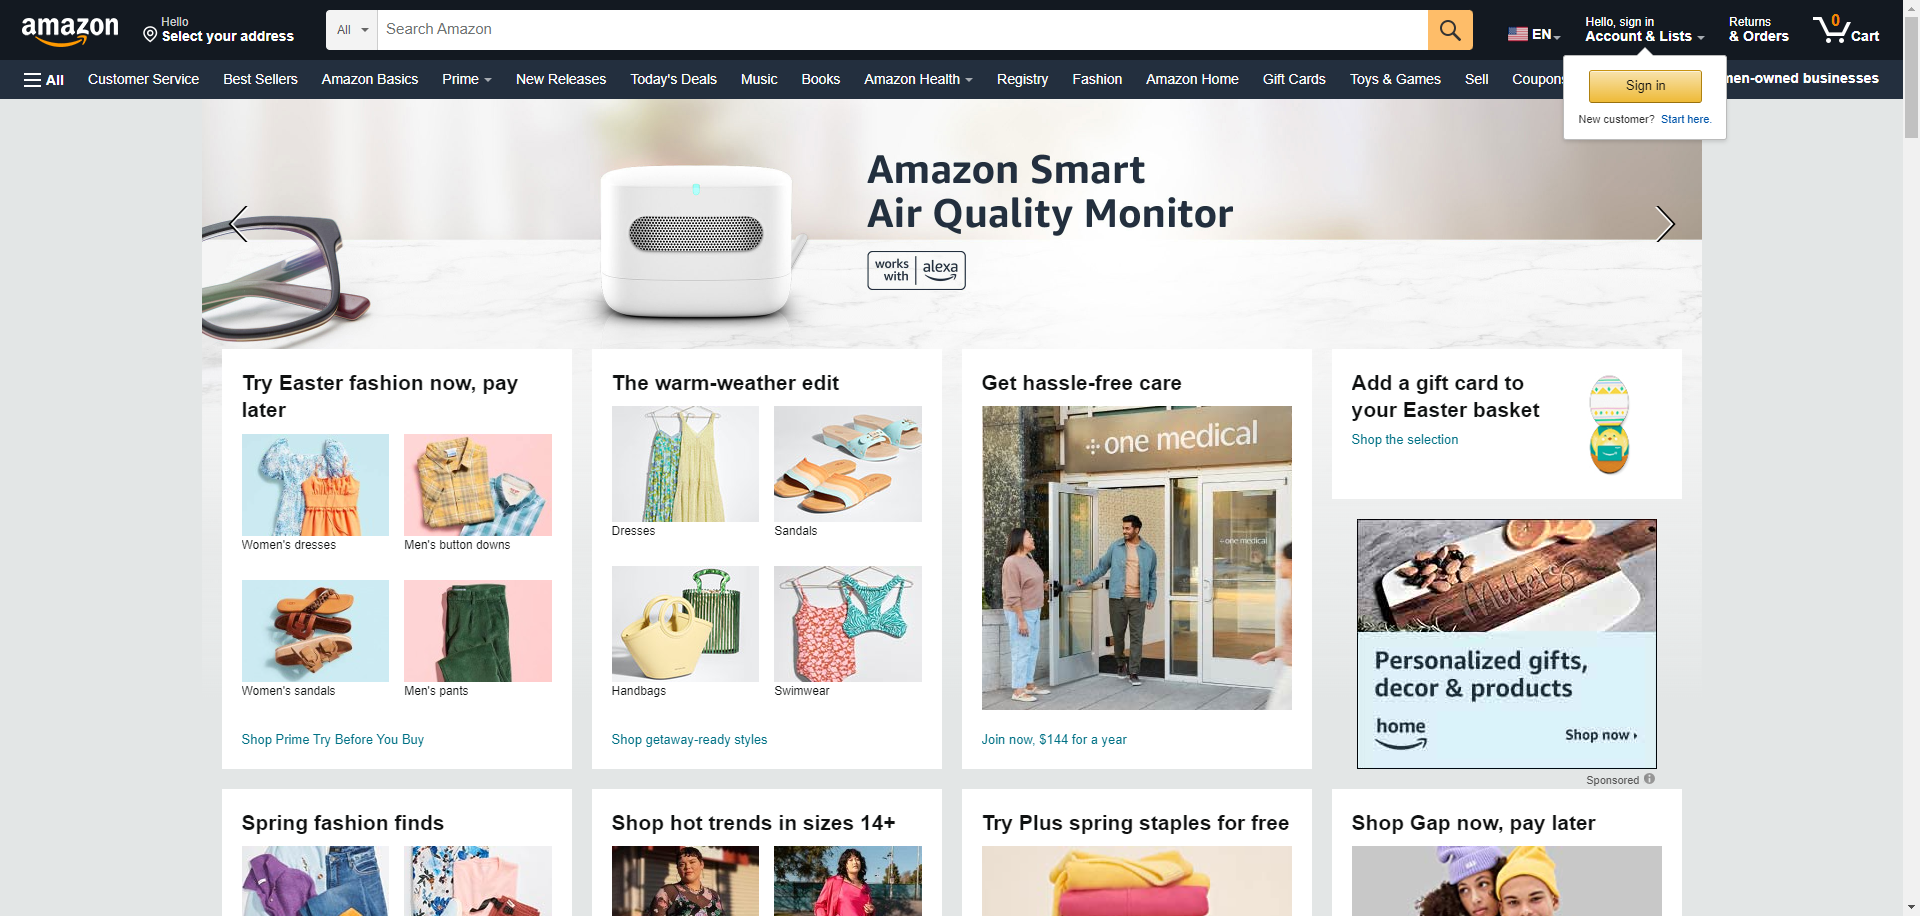 amazon
Hello
Select your address
All
Search Amazon
EN
Hello, sign in
Account & Lists
Returns
& Orders
0
Cart
All
Customer Service
Best Sellers
Amazon Basics
Prime
New Releases
Today's Deals
Music
Books
Amazon Health
Registry
Fashion
Amazon Home
Gift Cards
Toys & Games
Sell
Coupons
men-owned businesses
Sign in
New customer? Start here.
Amazon Smart
Air Quality Monitor
works with alexa
Try Easter fashion now, pay
later
Women's dresses
Men's button downs
Women's sandals
Men's pants
Shop Prime Try Before You Buy
The warm-weather edit
Dresses
Sandals
Handbags
Swimwear
Shop getaway-ready styles
Get hassle-free care
one medical
one medical
Join now, $144 for a year
Add a gift card to
your Easter basket
Shop the selection
Millers
Personalized gifts,
decor & products
home
Shop now
Sponsored
Spring fashion finds
Shop hot trends in sizes 14+
Try Plus spring staples for free
Shop Gap now, pay later